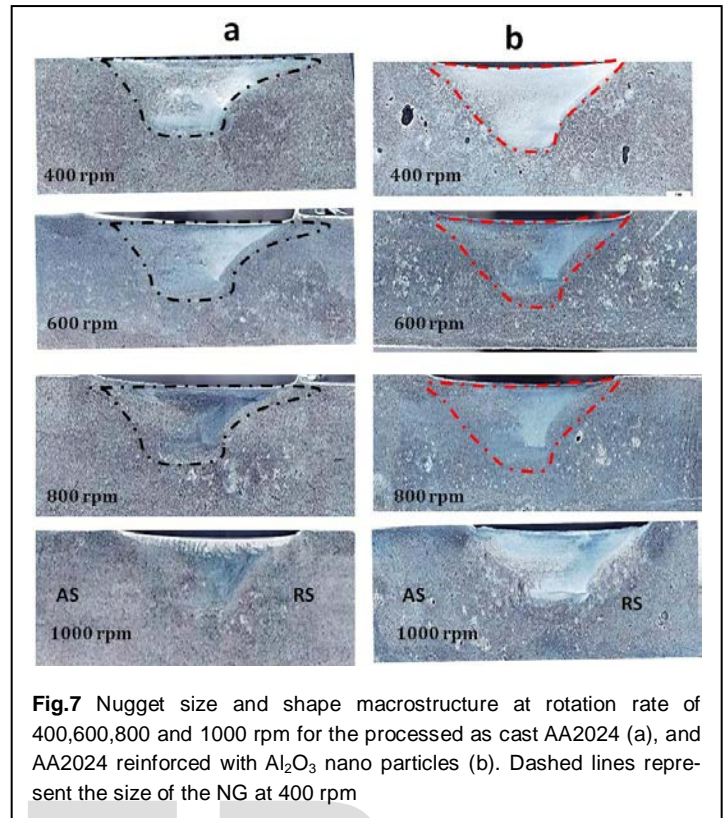 a
b
400 rpm
400 rpm
600 rpm
600 rpm
800 rpm
800 rpm
AS
RS
1000 rpm
AS
RS
1000 rpm
Fig.7 Nugget size and shape macrostructure at rotation rate of
400,600,800 and 1000 rpm for the processed as cast AA2024 (a), and
AA2024 reinforced with Al₂O₃ nano particles (b). Dashed lines repre-
sent the size of the NG at 400 rpm